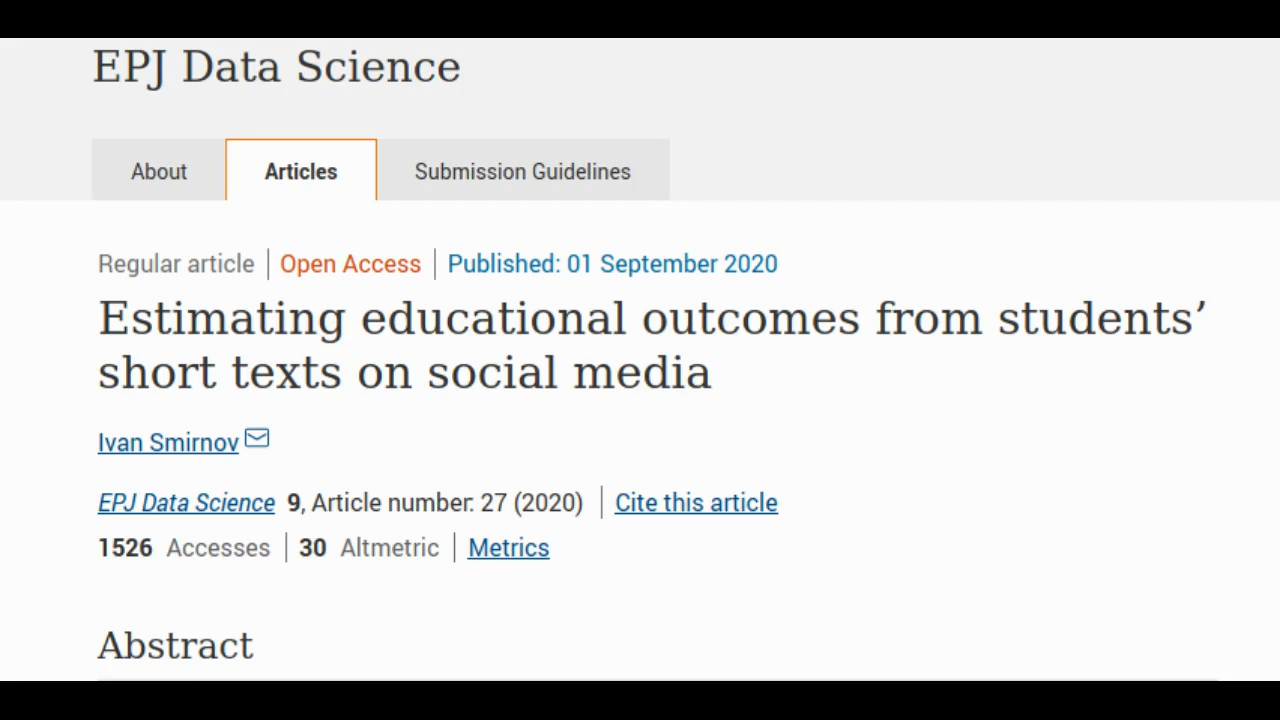 EPJ Data Science
About Articles Submission Guidelines
Regular article Open Access Published: 01 September 2020
Estimating educational outcomes from students’
short texts on social media
Ivan Smirnov
EPJ Data Science 9, Article number: 27 (2020) Cite this article
1526 Accesses 30 Altmetric Metrics
Abstract